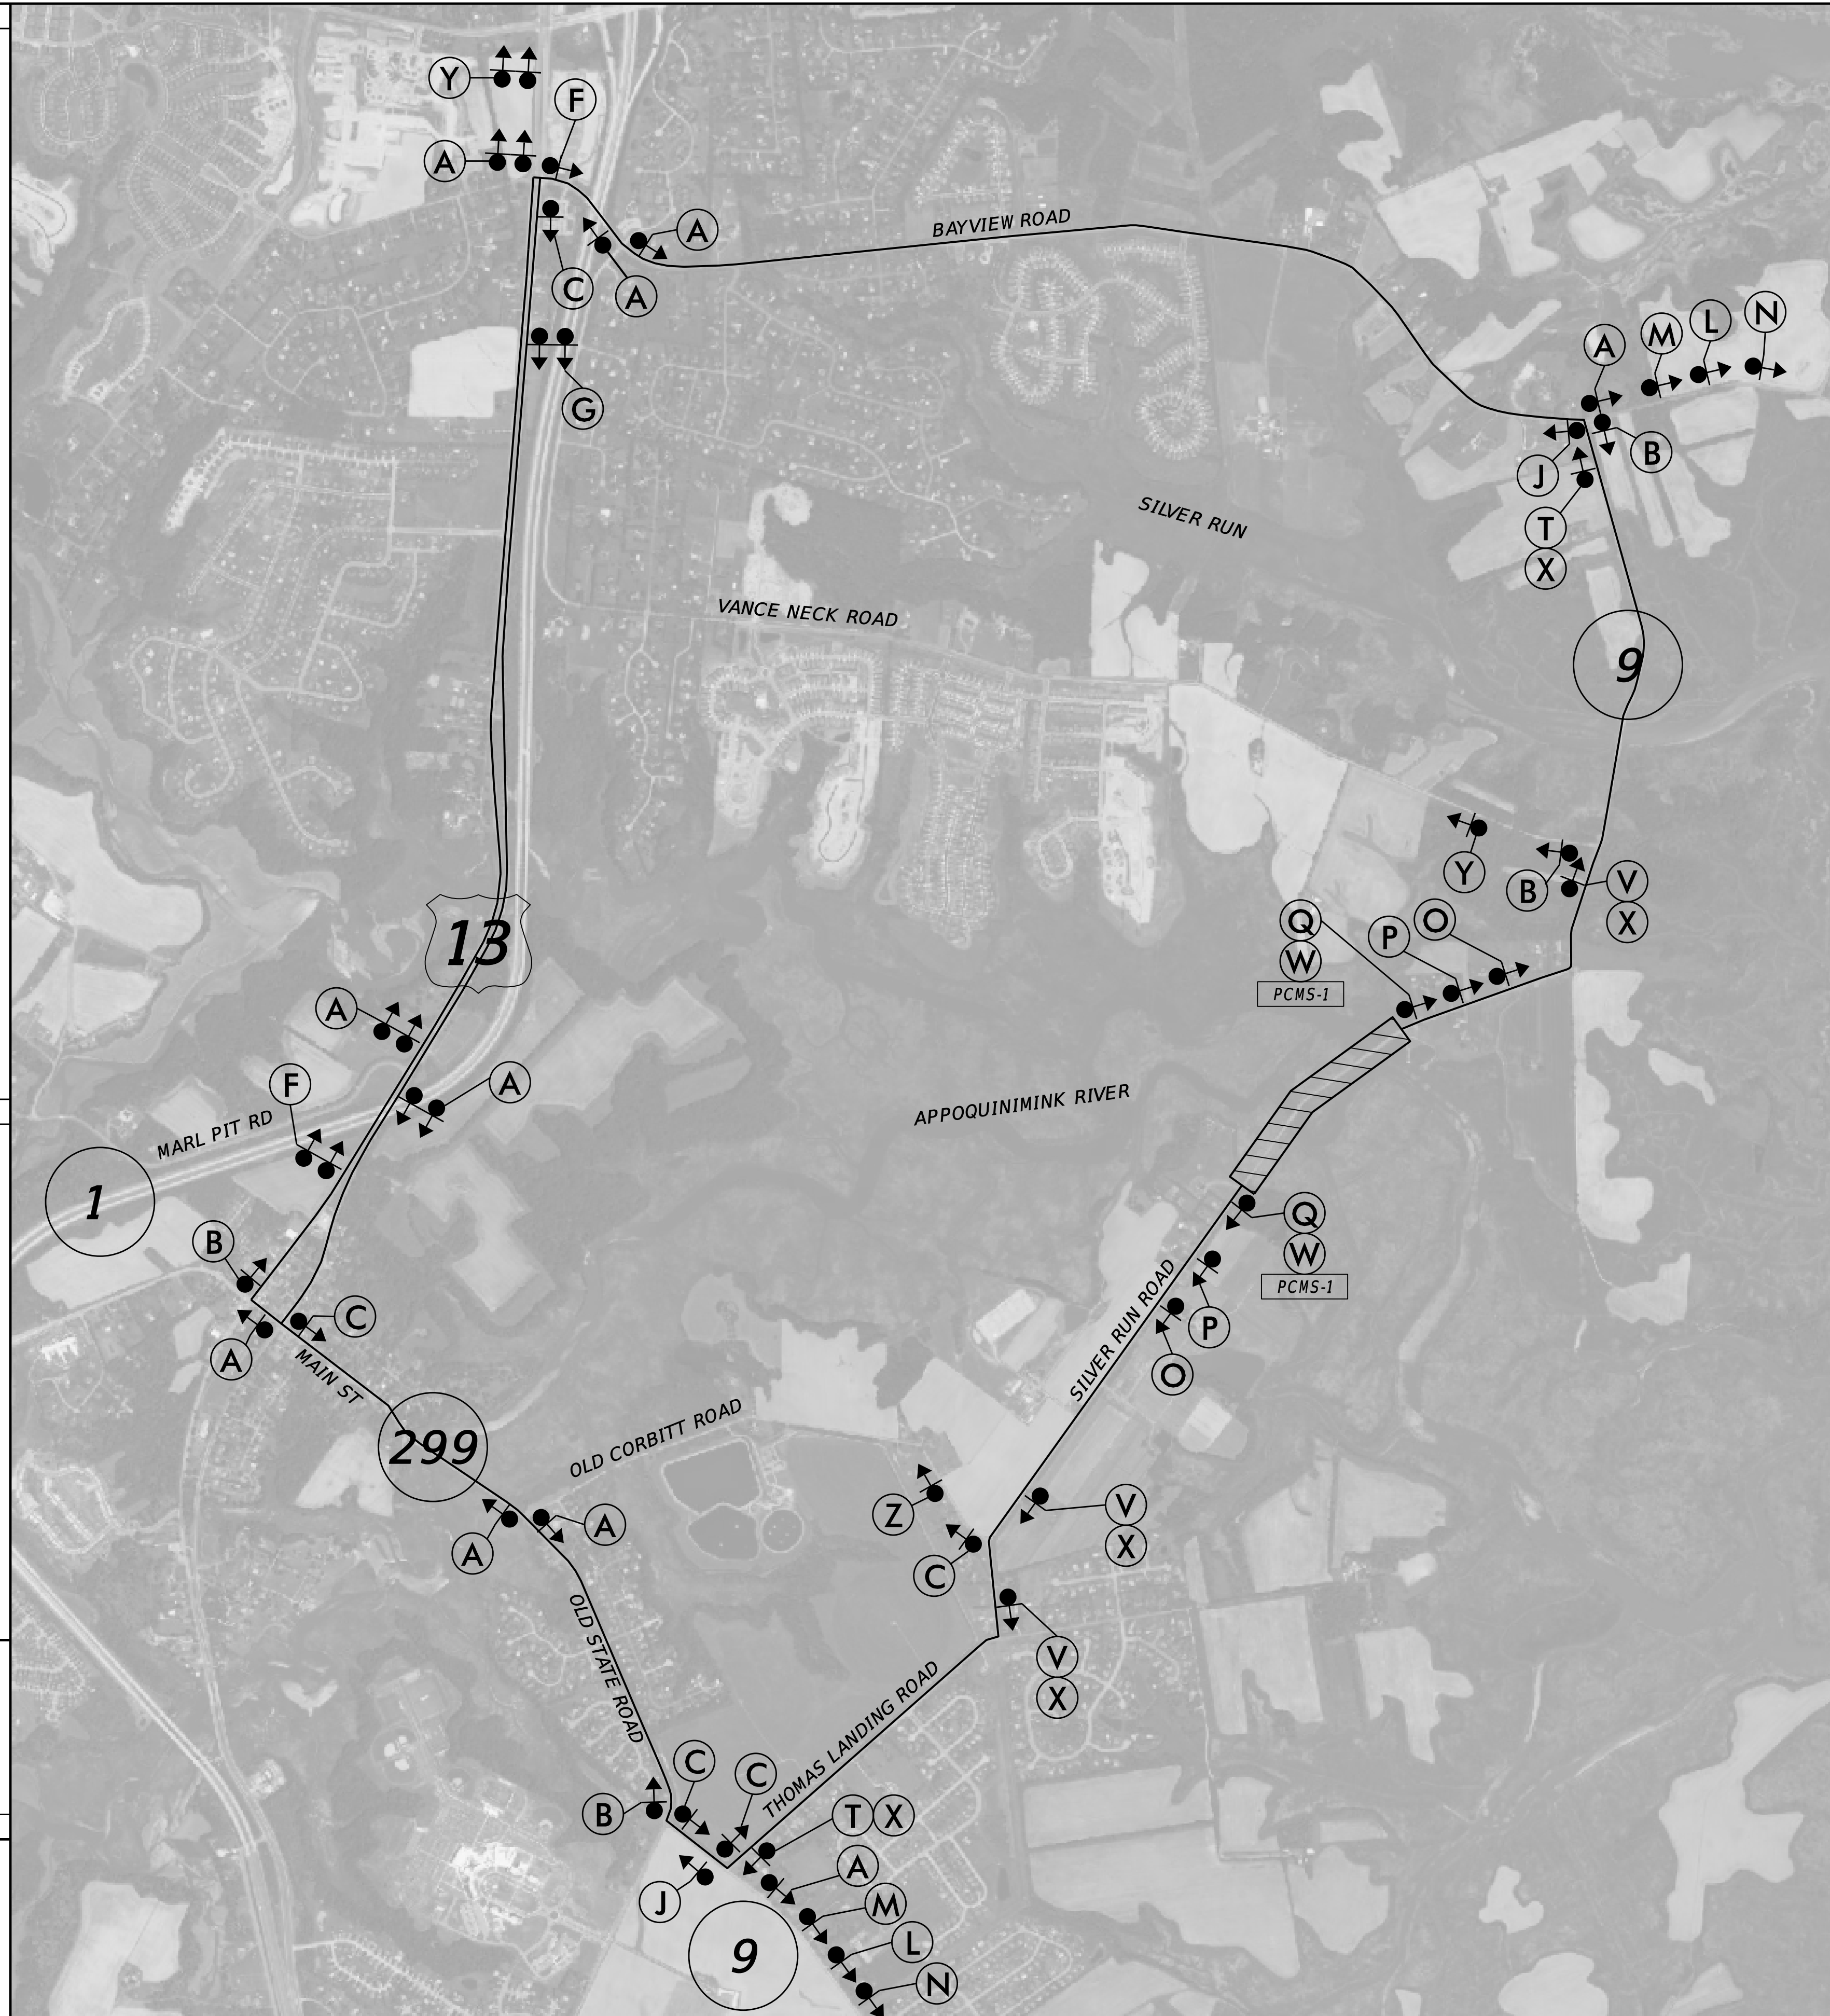 Y
F
A
BAYVIEW ROAD
A
C
A
N
L
M
A
G
B
J
SILVER RUN
T
X
VANCE NECK ROAD
9
Y
V
B
X
Q
P
O
W
PCMS-1
13
A
F
A
APPOQUINIMINK RIVER
MARL PIT RD
1
Q
B
W
PCMS-1
SILVER RUN ROAD
C
P
A
MAIN ST
O
299
OLD CORBITT ROAD
Z
V
A
A
X
C
OLD STATE ROAD
V
X
THOMAS LANDING ROAD
C
C
B
T X
A
J
M
L
9
N